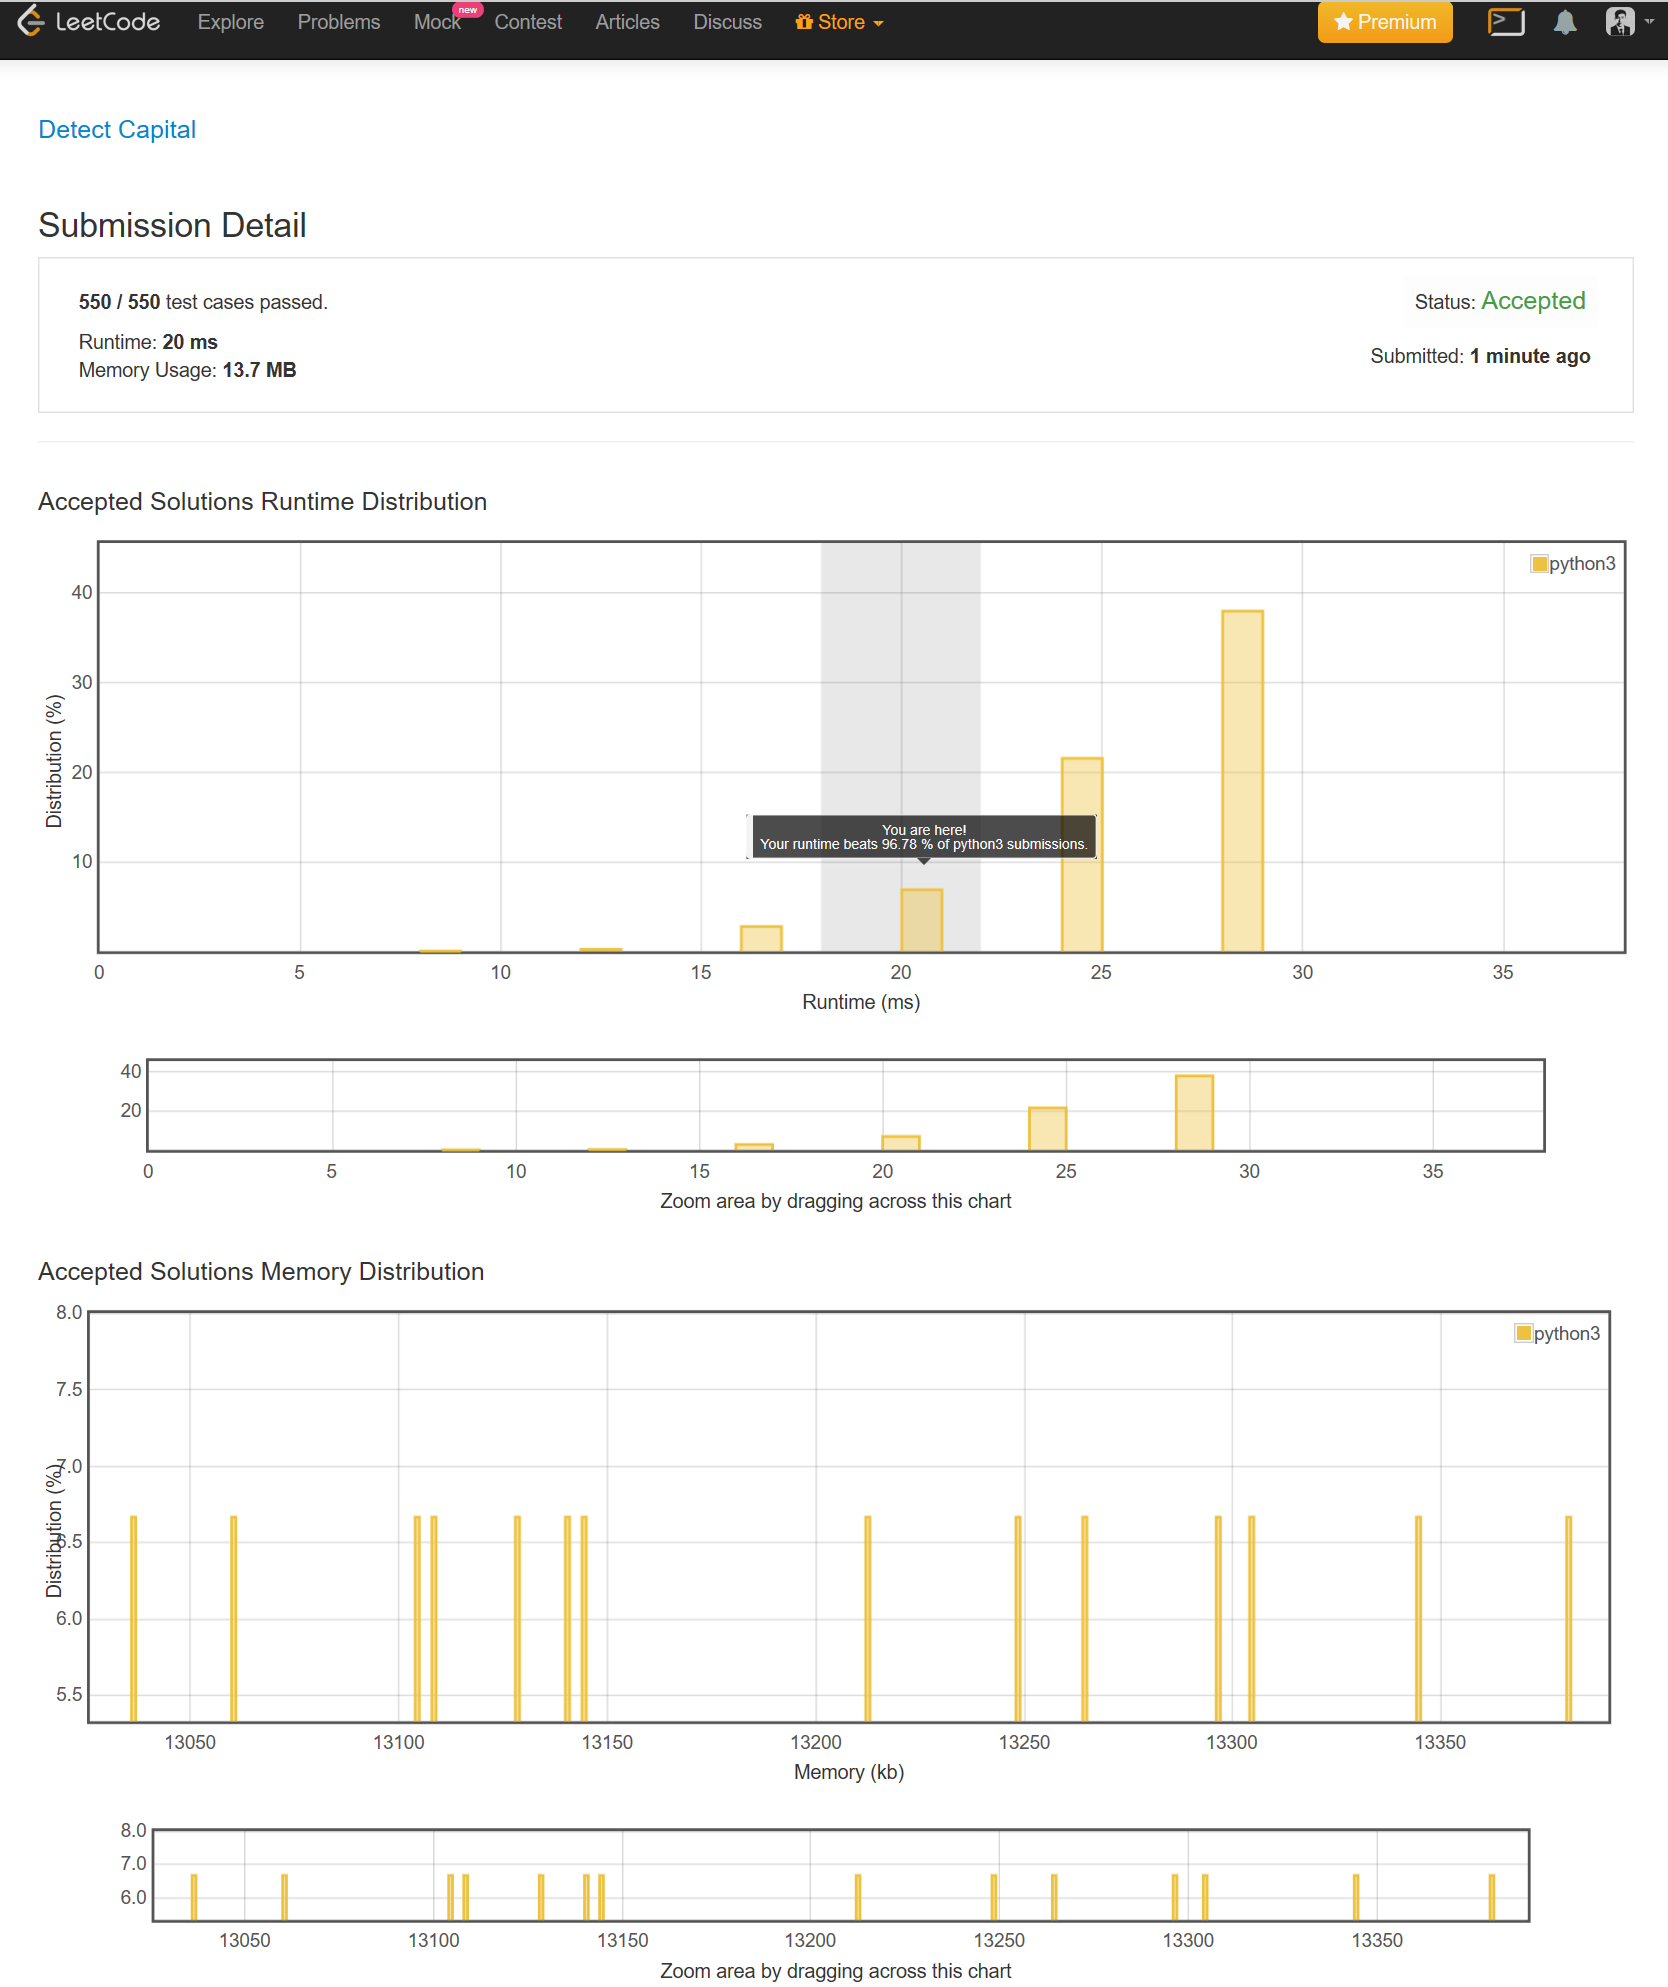 LeetCode Explore Problems Mock new Contest Articles Discuss Store Premium
Detect Capital
Submission Detail
550 / 550 test cases passed.
Status: Accepted
Runtime: 20 ms
Submitted: 1 minute ago
Memory Usage: 13.7 MB
Accepted Solutions Runtime Distribution
python3
40
30
20
10
Distribution (%)
You are here!
Your runtime beats 96.78 % of python3 submissions.
0 5 10 15 20 25 30 35
Runtime (ms)
40
20
0 5 10 15 20 25 30 35
Zoom area by dragging across this chart
Accepted Solutions Memory Distribution
python3
8.0
7.5
7.0
6.5
6.0
5.5
Distribution (%)
13050 13100 13150 13200 13250 13300 13350
Memory (kb)
8.0
7.0
6.0
13050 13100 13150 13200 13250 13300 13350
Zoom area by dragging across this chart